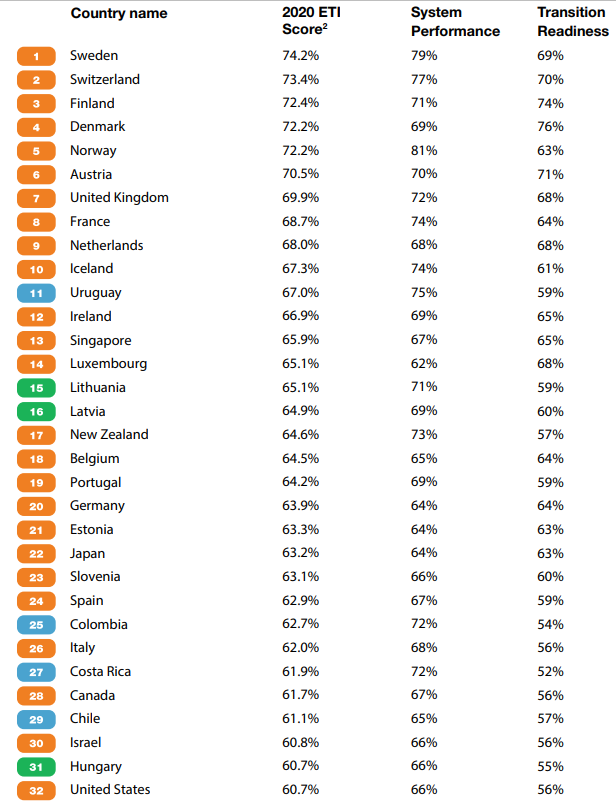 Country name 2020 ETI Score² System Performance Transition Readiness
1 Sweden 74.2% 79% 69%
2 Switzerland 73.4% 77% 70%
3 Finland 72.4% 71% 74%
4 Denmark 72.2% 69% 76%
5 Norway 72.2% 81% 63%
6 Austria 70.5% 70% 71%
7 United Kingdom 69.9% 72% 68%
8 France 68.7% 74% 64%
9 Netherlands 68.0% 68% 68%
10 Iceland 67.3% 74% 61%
11 Uruguay 67.0% 75% 59%
12 Ireland 66.9% 69% 65%
13 Singapore 65.9% 67% 65%
14 Luxembourg 65.1% 62% 68%
15 Lithuania 65.1% 71% 59%
16 Latvia 64.9% 69% 60%
17 New Zealand 64.6% 73% 57%
18 Belgium 64.5% 65% 64%
19 Portugal 64.2% 69% 59%
20 Germany 63.9% 64% 64%
21 Estonia 63.3% 64% 63%
22 Japan 63.2% 64% 63%
23 Slovenia 63.1% 66% 60%
24 Spain 62.9% 67% 59%
25 Colombia 62.7% 72% 54%
26 Italy 62.0% 68% 56%
27 Costa Rica 61.9% 72% 52%
28 Canada 61.7% 67% 56%
29 Chile 61.1% 65% 57%
30 Israel 60.8% 66% 56%
31 Hungary 60.7% 66% 55%
32 United States 60.7% 66% 56%